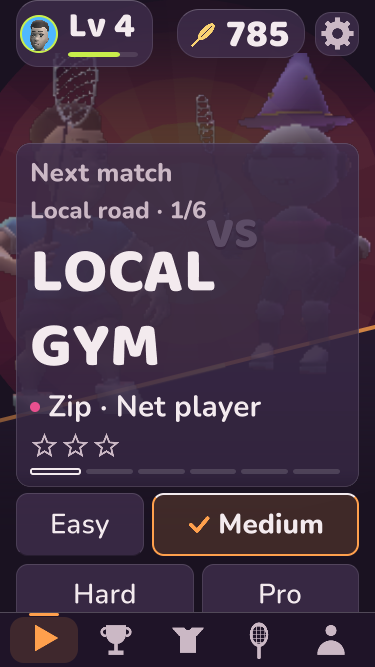 Lv 4
785
Next match
Local road · 1/6
VS
LOCAL
GYM
Zip · Net player
Easy
Medium
Hard
Pro